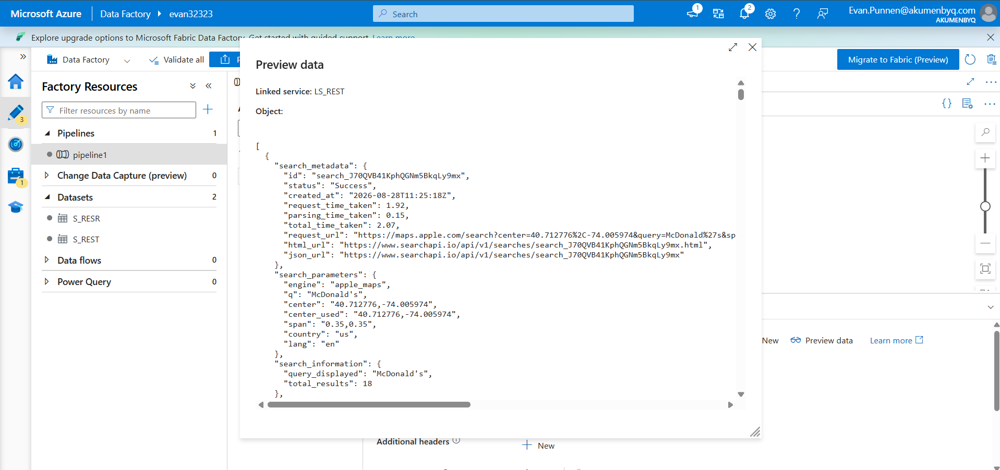 Microsoft Azure
Data Factory
evan32323
Search
1
2
Evan.Punnen@akumenbyq.com
AKUMENBYQ
Explore upgrade options to Microsoft Fabric Data Factory. Get started with guided support. Learn more
Data Factory
Validate all
Migrate to Fabric (Preview)
Factory Resources
Filter resources by name
3
Pipelines 1
pipeline1
Change Data Capture (preview) 0
1
Datasets 2
S_RESR
S_REST
Data flows 0
Power Query 0
Preview data
Linked service: LS_REST
Object:
[
{
"search_metadata": {
"id": "search_J70QVB41KphQGNm5BkqLy9mx",
"status": "Success",
"created_at": "2026-08-28T11:25:18Z",
"request_time_taken": 1.92,
"parsing_time_taken": 0.15,
"total_time_taken": 2.07,
"request_url": "https://maps.apple.com/search?center=40.712776%2C-74.005974&query=McDonald%27s&sp
"html_url": "https://www.searchapi.io/api/v1/searches/search_J70QVB41KphQGNm5BkqLy9mx.html",
"json_url": "https://www.searchapi.io/api/v1/searches/search_J70QVB41KphQGNm5BkqLy9mx"
},
"search_parameters": {
"engine": "apple_maps",
"q": "McDonald's",
"center": "40.712776,-74.005974",
"center_used": "40.712776,-74.005974",
"span": "0.35,0.35",
"country": "us",
"lang": "en"
},
"search_information": {
"query_displayed": "McDonald's",
"total_results": 18
},
New
Preview data
Learn more
Additional headers
New